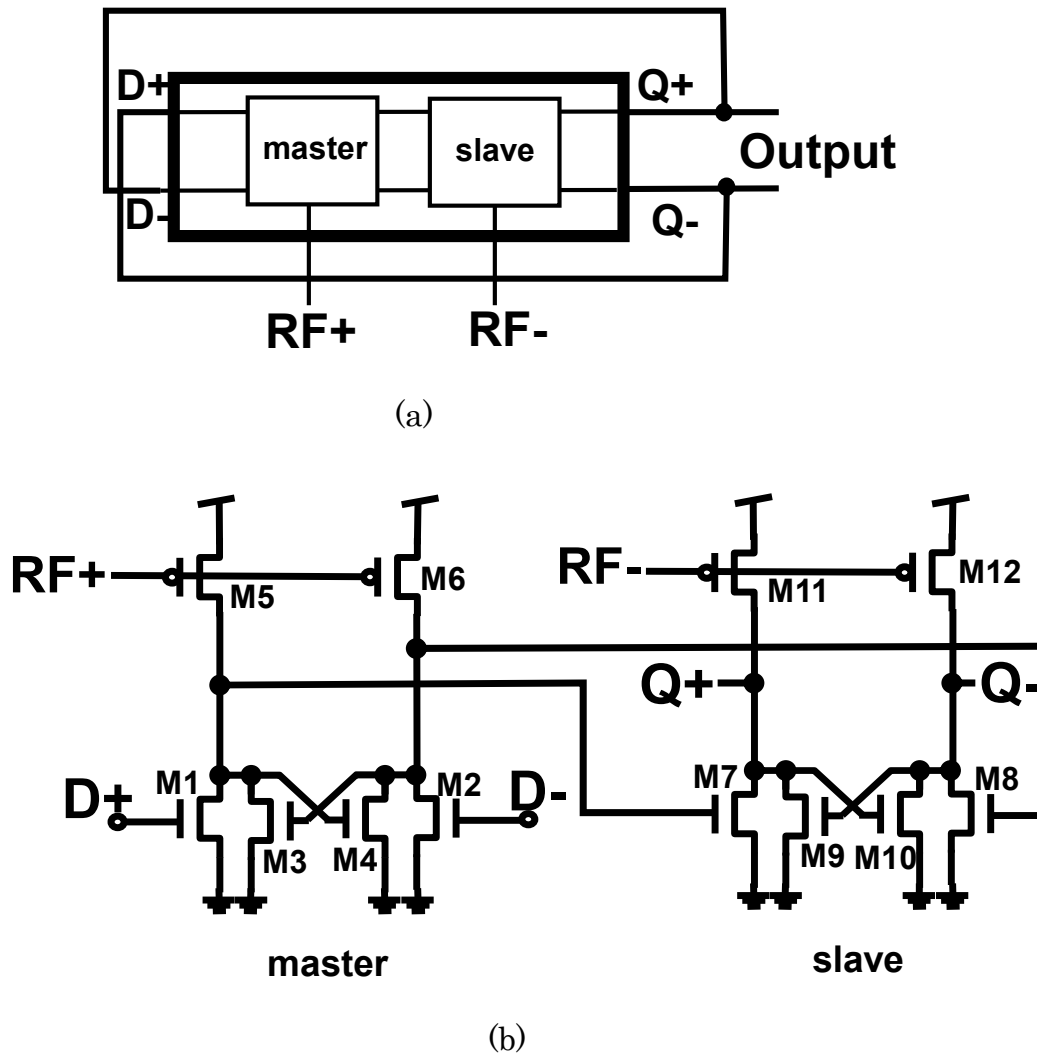 D+ Q+
master slave Output
D- Q-
RF+ RF-
(a)
RF+ M5 M6 RF- M11 M12
Q+ Q-
D+ M1 M2 D- M7 M8
M3 M4 M9 M10
master slave
(b)